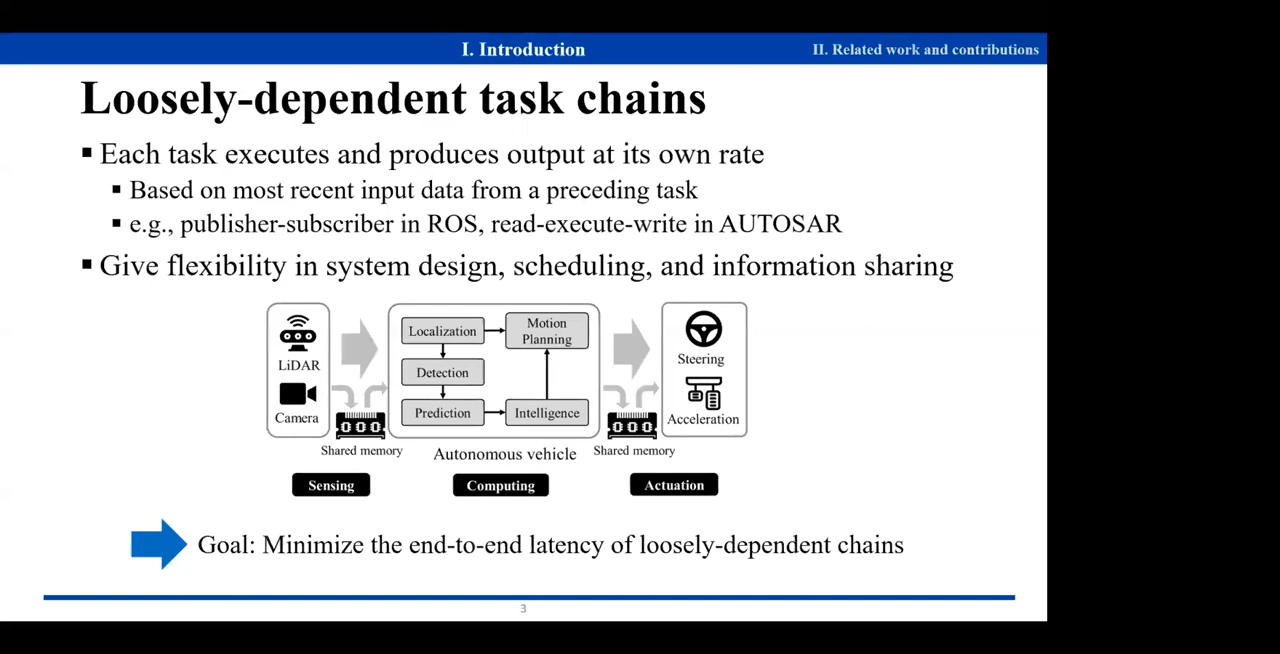 I. Introduction
II. Related work and contributions
Loosely-dependent task chains
Each task executes and produces output at its own rate
Based on most recent input data from a preceding task
e.g., publisher-subscriber in ROS, read-execute-write in AUTOSAR
Give flexibility in system design, scheduling, and information sharing
LiDAR
Camera
Shared memory
Localization
Motion
Planning
Detection
Prediction
Intelligence
Autonomous vehicle
Shared memory
Steering
Acceleration
Sensing
Computing
Actuation
Goal: Minimize the end-to-end latency of loosely-dependent chains
3